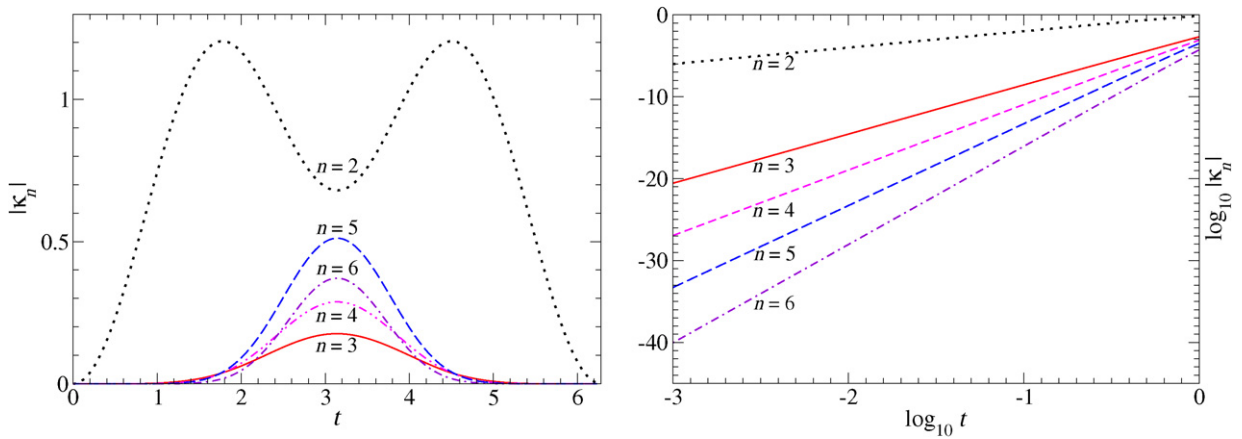 |κₙ|
1
0.5
0
n = 2
n = 5
n = 6
n = 4
n = 3
0 1 2 3 4 5 6
t
0
-10
-20
-30
-40
n = 2
n = 3
n = 4
n = 5
n = 6
-3 -2 -1 0
log₁₀ t
log₁₀ |κₙ|